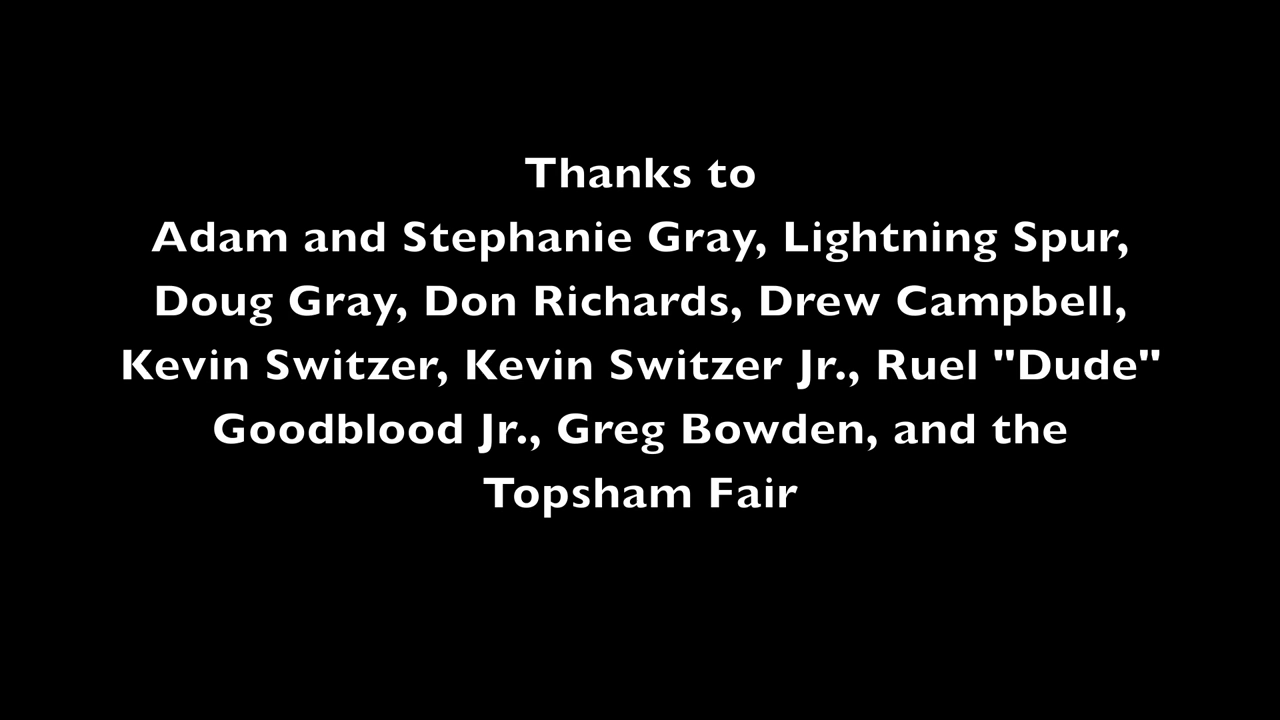 Thanks to
Adam and Stephanie Gray, Lightning Spur,
Doug Gray, Don Richards, Drew Campbell,
Kevin Switzer, Kevin Switzer Jr., Ruel "Dude"
Goodblood Jr., Greg Bowden, and the
Topsham Fair